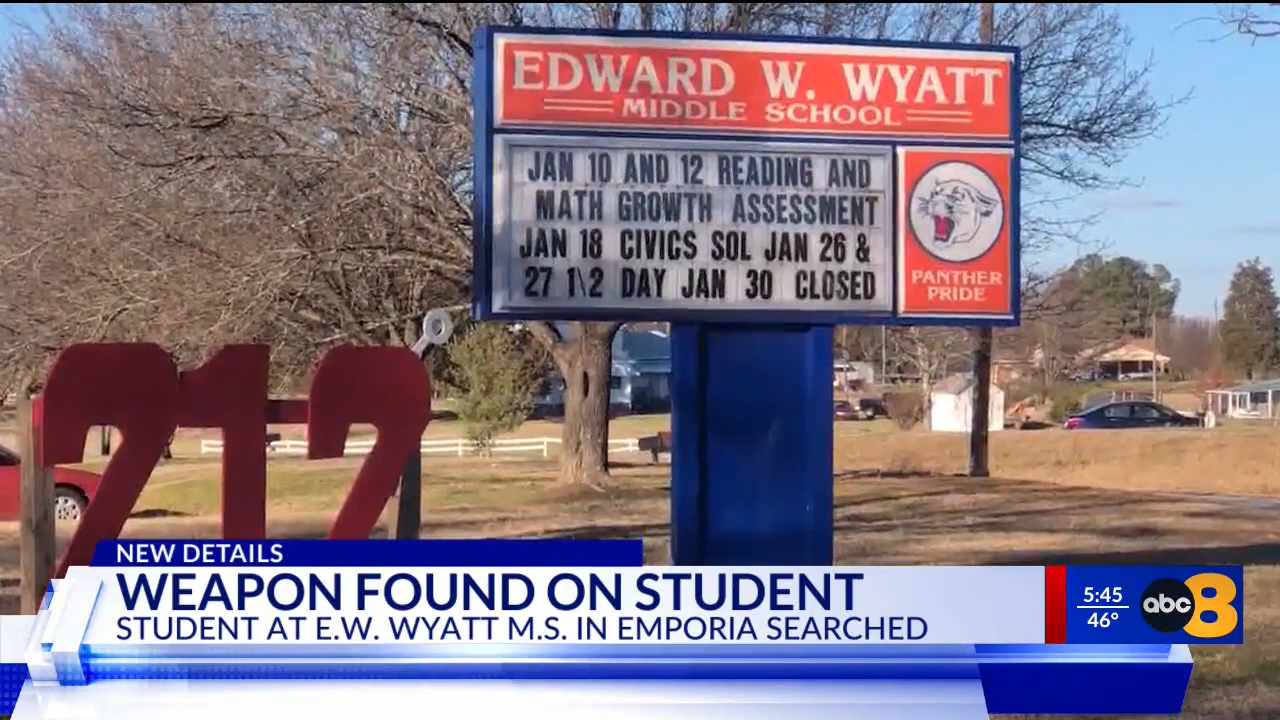 EDWARD W. WYATT
MIDDLE SCHOOL
JAN 10 AND 12 READING AND
MATH GROWTH ASSESSMENT
JAN 18 CIVICS SOL JAN 26 &
27 1\2 DAY JAN 30 CLOSED
PANTHER
PRIDE
212
NEW DETAILS
WEAPON FOUND ON STUDENT
STUDENT AT E.W. WYATT M.S. IN EMPORIA SEARCHED
5:45
46°
abc 8